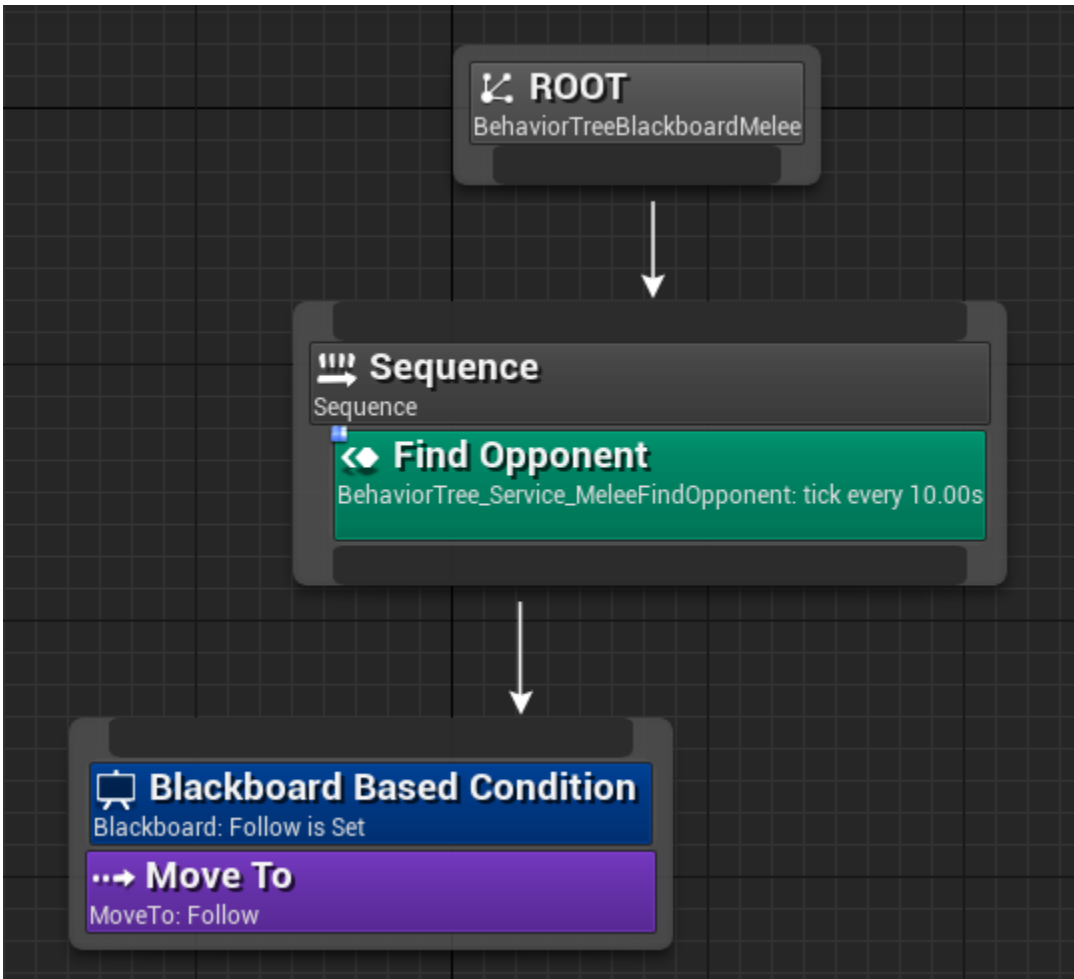 ROOT
BehaviorTreeBlackboardMelee
Sequence
Sequence
Find Opponent
BehaviorTree_Service_MeleeFindOpponent: tick every 10.00s
Blackboard Based Condition
Blackboard: Follow is Set
Move To
MoveTo: Follow